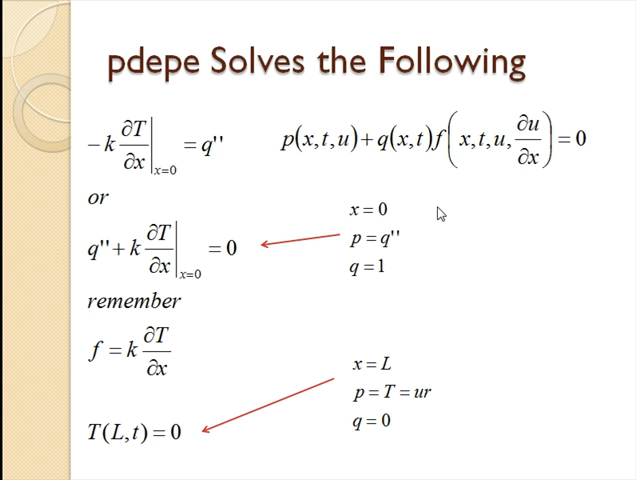 pdepe Solves the Following
-k ∂T/∂x |x=0 = q''
p(x,t,u)+q(x,t)f(x,t,u,∂u/∂x)=0
or
q''+k ∂T/∂x |x=0 = 0
x=0
p=q''
q=1
remember
f=k ∂T/∂x
x=L
p=T=ur
q=0
T(L,t)=0